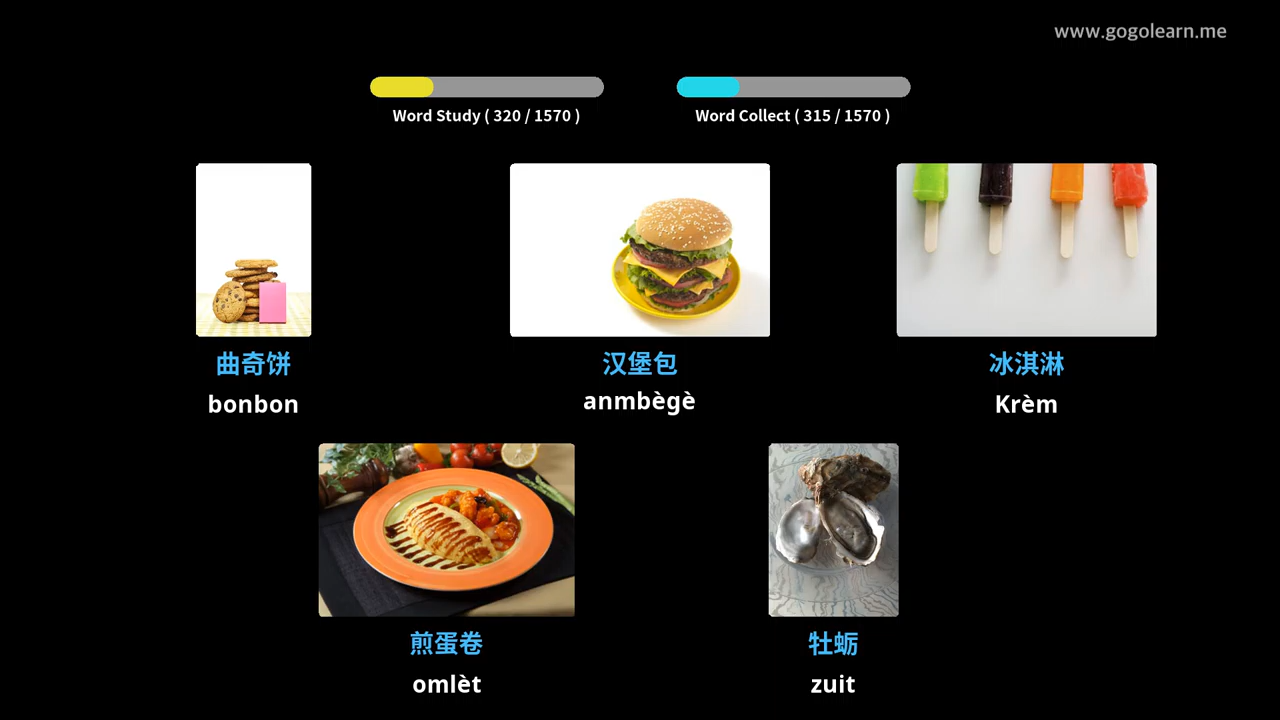 www.gogolearn.me
Word Study ( 320 / 1570 )
Word Collect ( 315 / 1570 )
曲奇饼
汉堡包
冰淇淋
bonbon
anmbègè
Krèm
煎蛋卷
牡蛎
omlèt
zuit